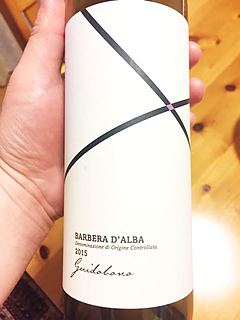 BARBERA D'ALBA
Denominazione di Origine Controllata
2015
Guidobono